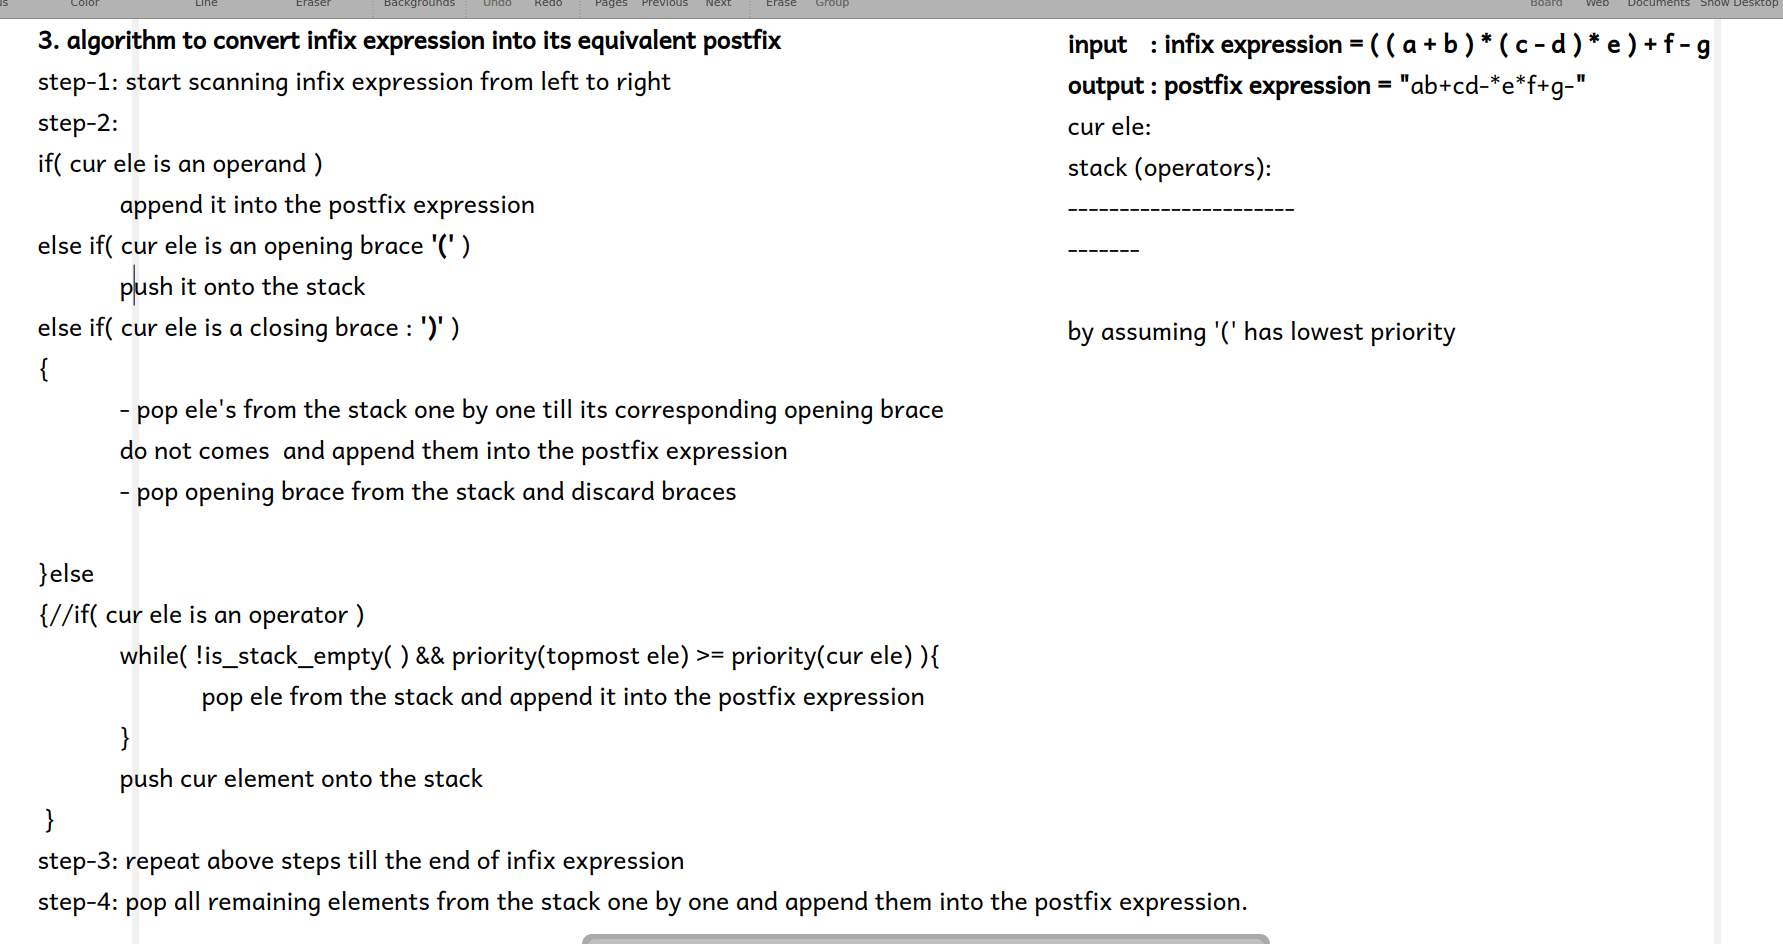 Color Line Eraser Backgrounds Undo Redo Pages Previous Next Erase Group Board Web Documents Show Desktop
3. algorithm to convert infix expression into its equivalent postfix
step-1: start scanning infix expression from left to right
step-2:
if( cur ele is an operand )
append it into the postfix expression
else if( cur ele is an opening brace '(' )
push it onto the stack
else if( cur ele is a closing brace : ')' )
{
- pop ele's from the stack one by one till its corresponding opening brace
do not comes  and append them into the postfix expression
- pop opening brace from the stack and discard braces
}else
{//if( cur ele is an operator )
while( !is_stack_empty( ) && priority(topmost ele) >= priority(cur ele) ){
pop ele from the stack and append it into the postfix expression
}
push cur element onto the stack
}
step-3: repeat above steps till the end of infix expression
step-4: pop all remaining elements from the stack one by one and append them into the postfix expression.
input : infix expression = ( ( a + b ) * ( c - d ) * e ) + f - g
output : postfix expression = "ab+cd-*e*f+g-"
cur ele:
stack (operators):
----------------------
-------
by assuming '(' has lowest priority